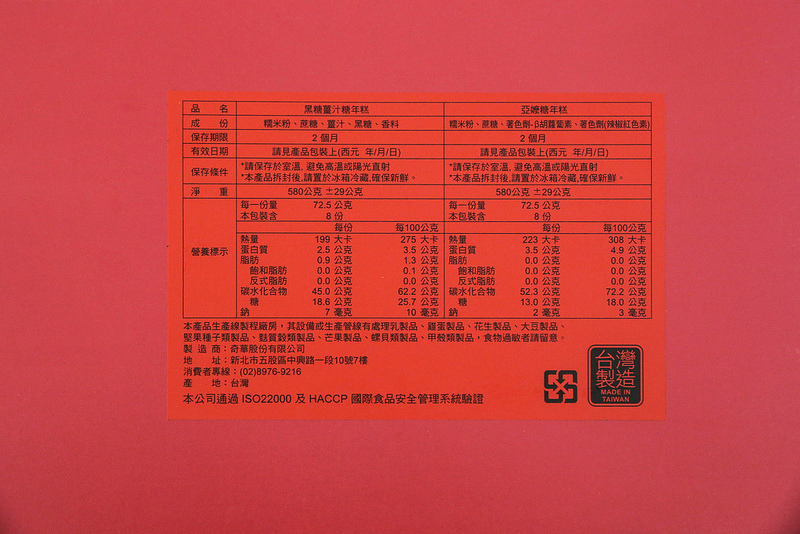 品 名 黑糖薑汁糖年糕 亞嬤糖年糕
成 份 糯米粉、蔗糖、薑汁、黑糖、香料 糯米粉、蔗糖、著色劑-β胡蘿蔔素、著色劑(辣椒紅色素)
保存期限 2 個月 2 個月
有效日期 請見產品包裝上(西元 年/月/日) 請見產品包裝上(西元 年/月/日)
保存條件 *請保存於室溫, 避免高溫或陽光直射 *請保存於室溫, 避免高溫或陽光直射
*本產品拆封後,請置於冰箱冷藏,確保新鮮。 *本產品拆封後,請置於冰箱冷藏,確保新鮮。
淨 重 580公克 ±29公克 580公克 ±29公克
營養標示
每一份量 72.5 公克 每一份量 72.5 公克
本包裝含 8 份 本包裝含 8 份
每份 每100公克 每份 每100公克
熱量 199 大卡 275 大卡 熱量 223 大卡 308 大卡
蛋白質 2.5 公克 3.5 公克 蛋白質 3.5 公克 4.9 公克
脂肪 0.9 公克 1.3 公克 脂肪 0.0 公克 0.0 公克
飽和脂肪 0.0 公克 0.1 公克 飽和脂肪 0.0 公克 0.0 公克
反式脂肪 0.0 公克 0.0 公克 反式脂肪 0.0 公克 0.0 公克
碳水化合物 45.0 公克 62.2 公克 碳水化合物 52.3 公克 72.2 公克
糖 18.6 公克 25.7 公克 糖 13.0 公克 18.0 公克
鈉 7 毫克 10 毫克 鈉 2 毫克 3 毫克
本產品生產線製程廠房，其設備或生產管線有處理乳製品、雞蛋製品、花生製品、大豆製品、
堅果種子類製品、麩質穀類製品、芒果製品、螺貝類製品、甲殼類製品，食物過敏者請留意。
製 造 商：奇華股份有限公司
地 址：新北市五股區中興路一段10號7樓
消費者專線：(02)8976-9216
產 地：台灣
本公司通過 ISO22000 及 HACCP 國際食品安全管理系統驗證
台灣
製造
MADE IN
TAIWAN